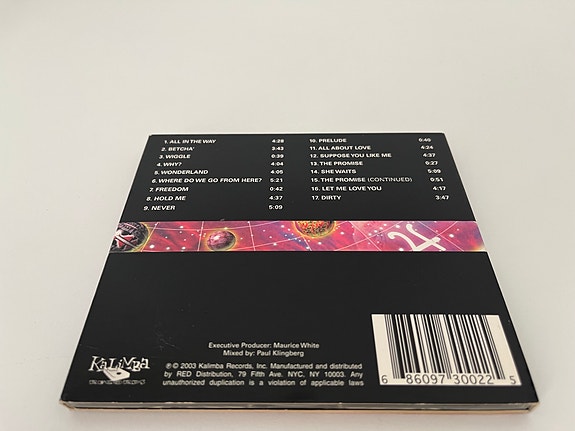 1. ALL IN THE WAY 4:28
2. BETCHA' 3:43
3. WIGGLE 0:39
4. WHY? 4:04
5. WONDERLAND 4:05
6. WHERE DO WE GO FROM HERE? 5:21
7. FREEDOM 0:42
8. HOLD ME 4:37
9. NEVER 5:09
10. PRELUDE 0:40
11. ALL ABOUT LOVE 4:24
12. SUPPOSE YOU LIKE ME 4:37
13. THE PROMISE 0:27
14. SHE WAITS 5:09
15. THE PROMISE (CONTINUED) 0:51
16. LET ME LOVE YOU 4:17
17. DIRTY 3:47
Executive Producer: Maurice White
Mixed by: Paul Klingberg
KALIMBA
℗ © 2003 Kalimba Records, Inc. Manufactured and distributed
by RED Distribution, 79 Fifth Ave. NYC, NY 10003. Any
unauthorized duplication is a violation of applicable laws
6 86097 30022 5